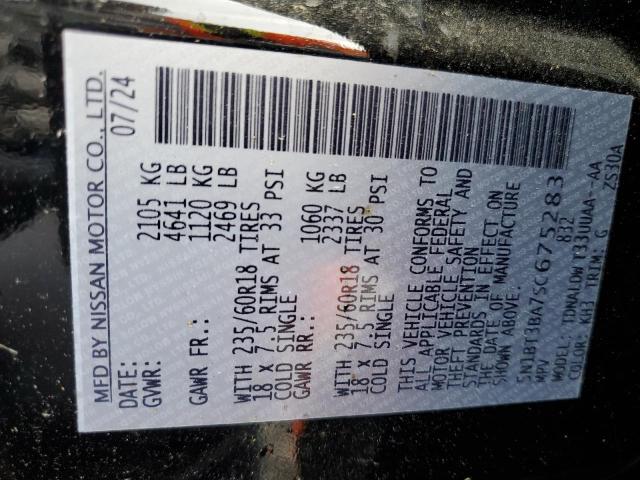 MFD BY NISSAN MOTOR CO., LTD.
DATE: 07/24
GVWR: 2105 KG
4641 LB
GAWR FR.: 1120 KG
2469 LB
WITH 235/60R18 TIRES
18 X 7.5 RIMS AT 33 PSI
COLD SINGLE
GAWR RR.: 1060 KG
2337 LB
WITH 235/60R18 TIRES
18 X 7.5 RIMS AT 30 PSI
COLD SINGLE
THIS VEHICLE CONFORMS TO
ALL APPLICABLE FEDERAL
MOTOR VEHICLE SAFETY AND
THEFT PREVENTION
STANDARDS IN EFFECT ON
THE DATE OF MANUFACTURE
SHOWN ABOVE.
5N1BT3BA7SC675283
MPV 832
MODEL: TDNALDWT33UUAA--AA
COLOR: KH3 TRIM: G ZS30A